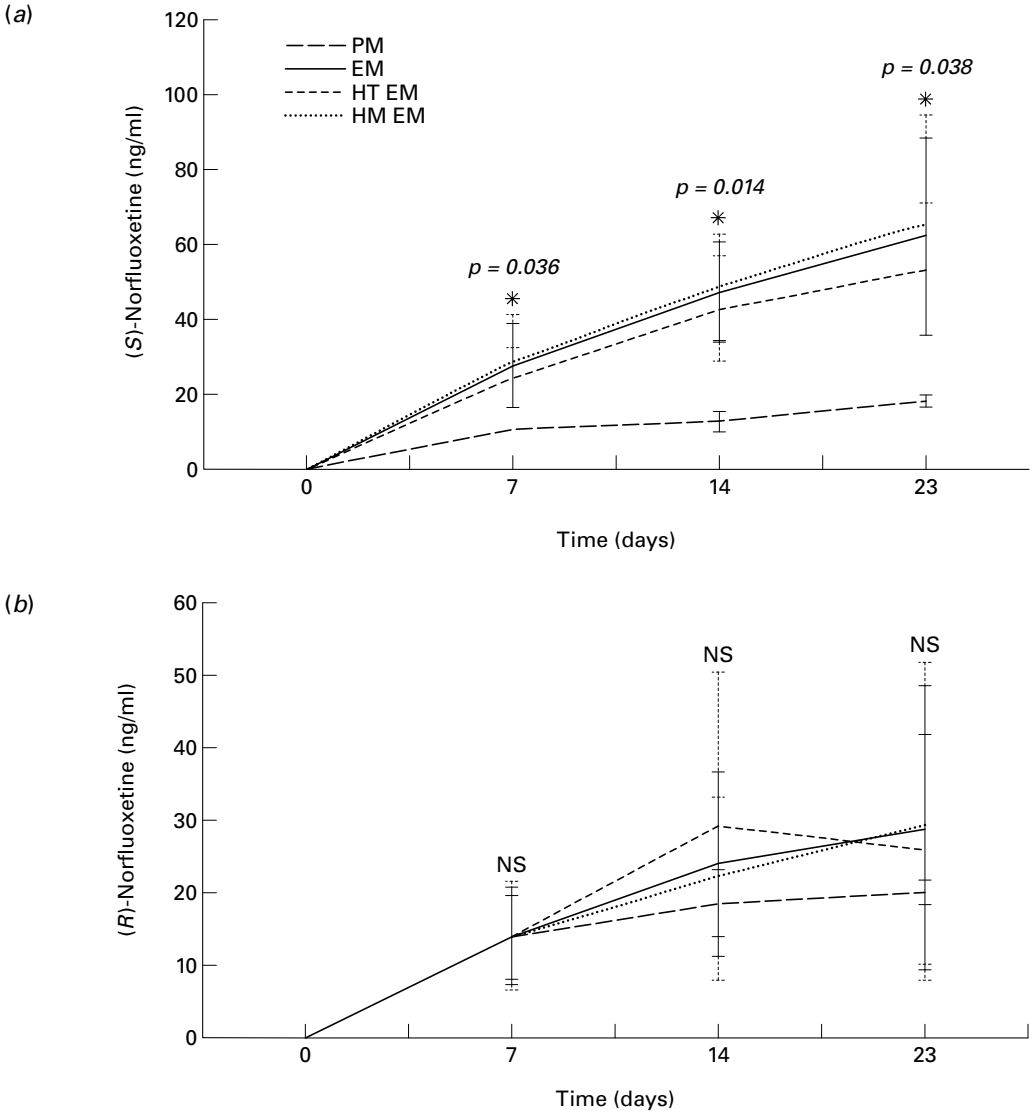 (a)
(S)-Norfluoxetine (ng/ml)
120
100
80
60
40
20
0
PM
EM
HT EM
HM EM
p = 0.036
p = 0.014
p = 0.038
0 7 14 23
Time (days)
(b)
(R)-Norfluoxetine (ng/ml)
60
50
40
30
20
10
0
NS
NS
NS
0 7 14 23
Time (days)